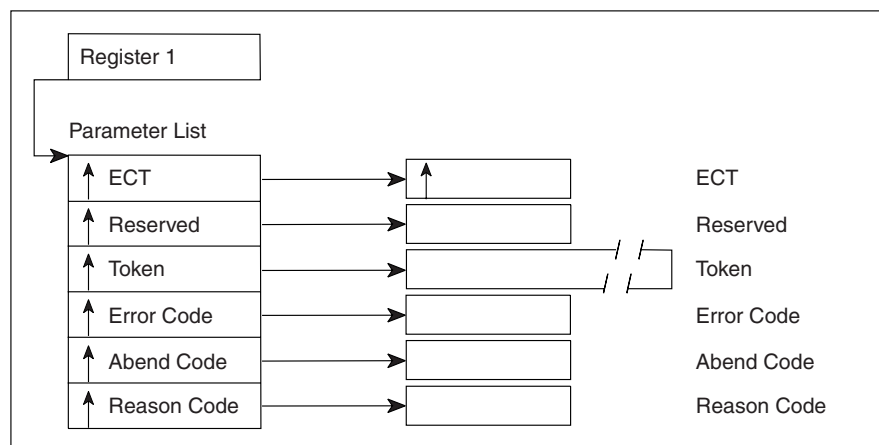 Register 1
Parameter List
ECT ECT
Reserved Reserved
Token Token
Error Code Error Code
Abend Code Abend Code
Reason Code Reason Code